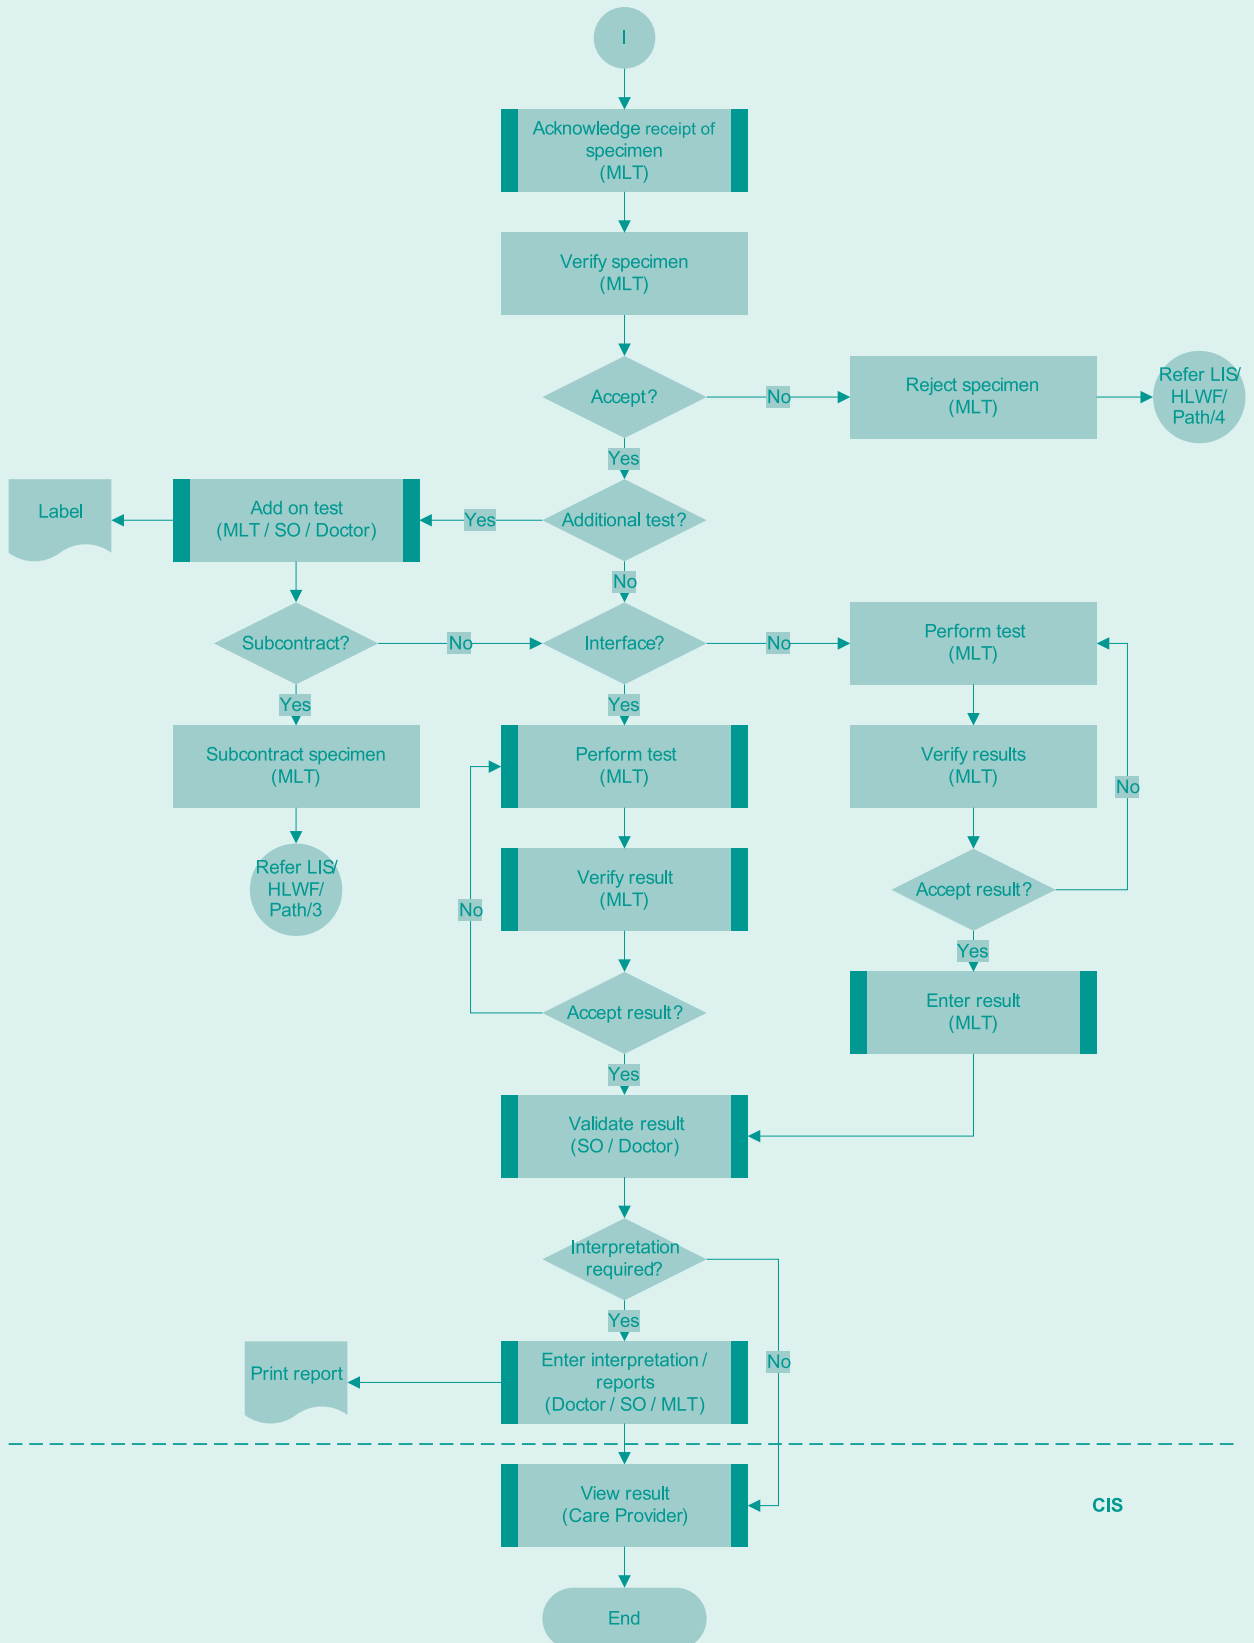 I
Acknowledge receipt of
specimen
(MLT)
Verify specimen
(MLT)
Accept?
No
Reject specimen
(MLT)
Refer LIS/
HLWF/
Path/4
Yes
Label
Add on test
(MLT / SO / Doctor)
Yes
Additional test?
No
Subcontract?
No
Interface?
No
Perform test
(MLT)
Yes
Yes
Subcontract specimen
(MLT)
Perform test
(MLT)
Verify results
(MLT)
No
Refer LIS/
HLWF/
Path/3
No
Verify result
(MLT)
Accept result?
Yes
Accept result?
Enter result
(MLT)
Yes
Validate result
(SO / Doctor)
Interpretation
required?
Yes
No
Print report
Enter interpretation /
reports
(Doctor / SO / MLT)
View result
(Care Provider)
CIS
End